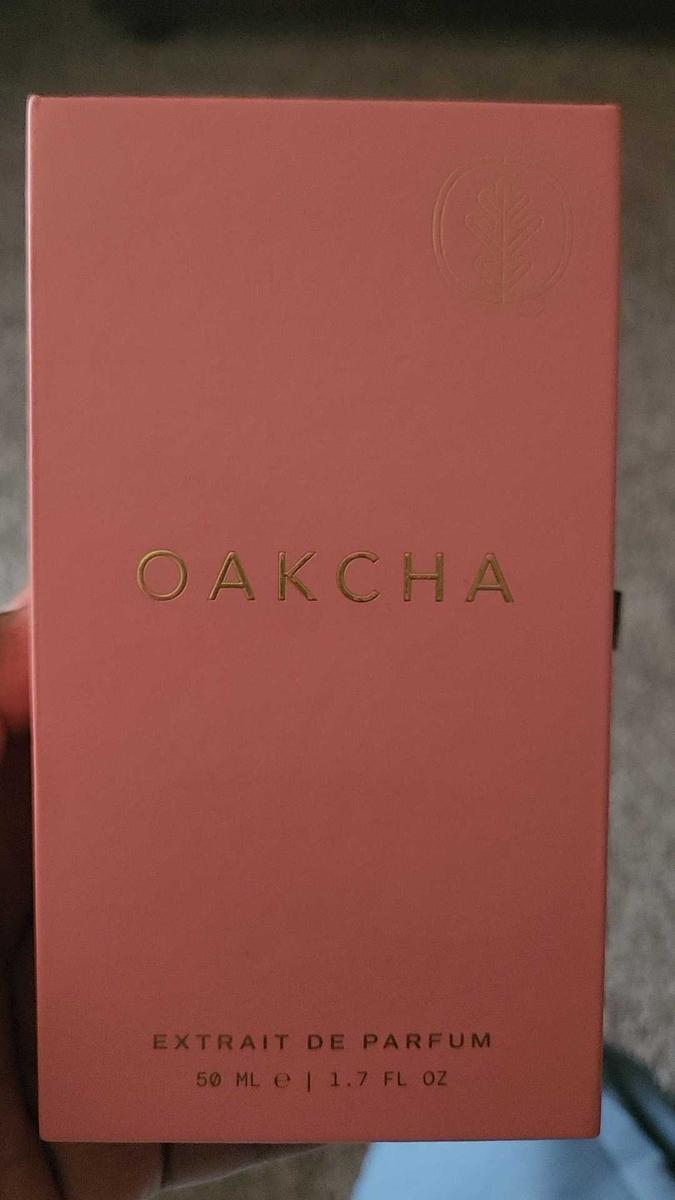 OAKCHA
EXTRAIT DE PARFUM
50 ML ℮ | 1.7 FL OZ